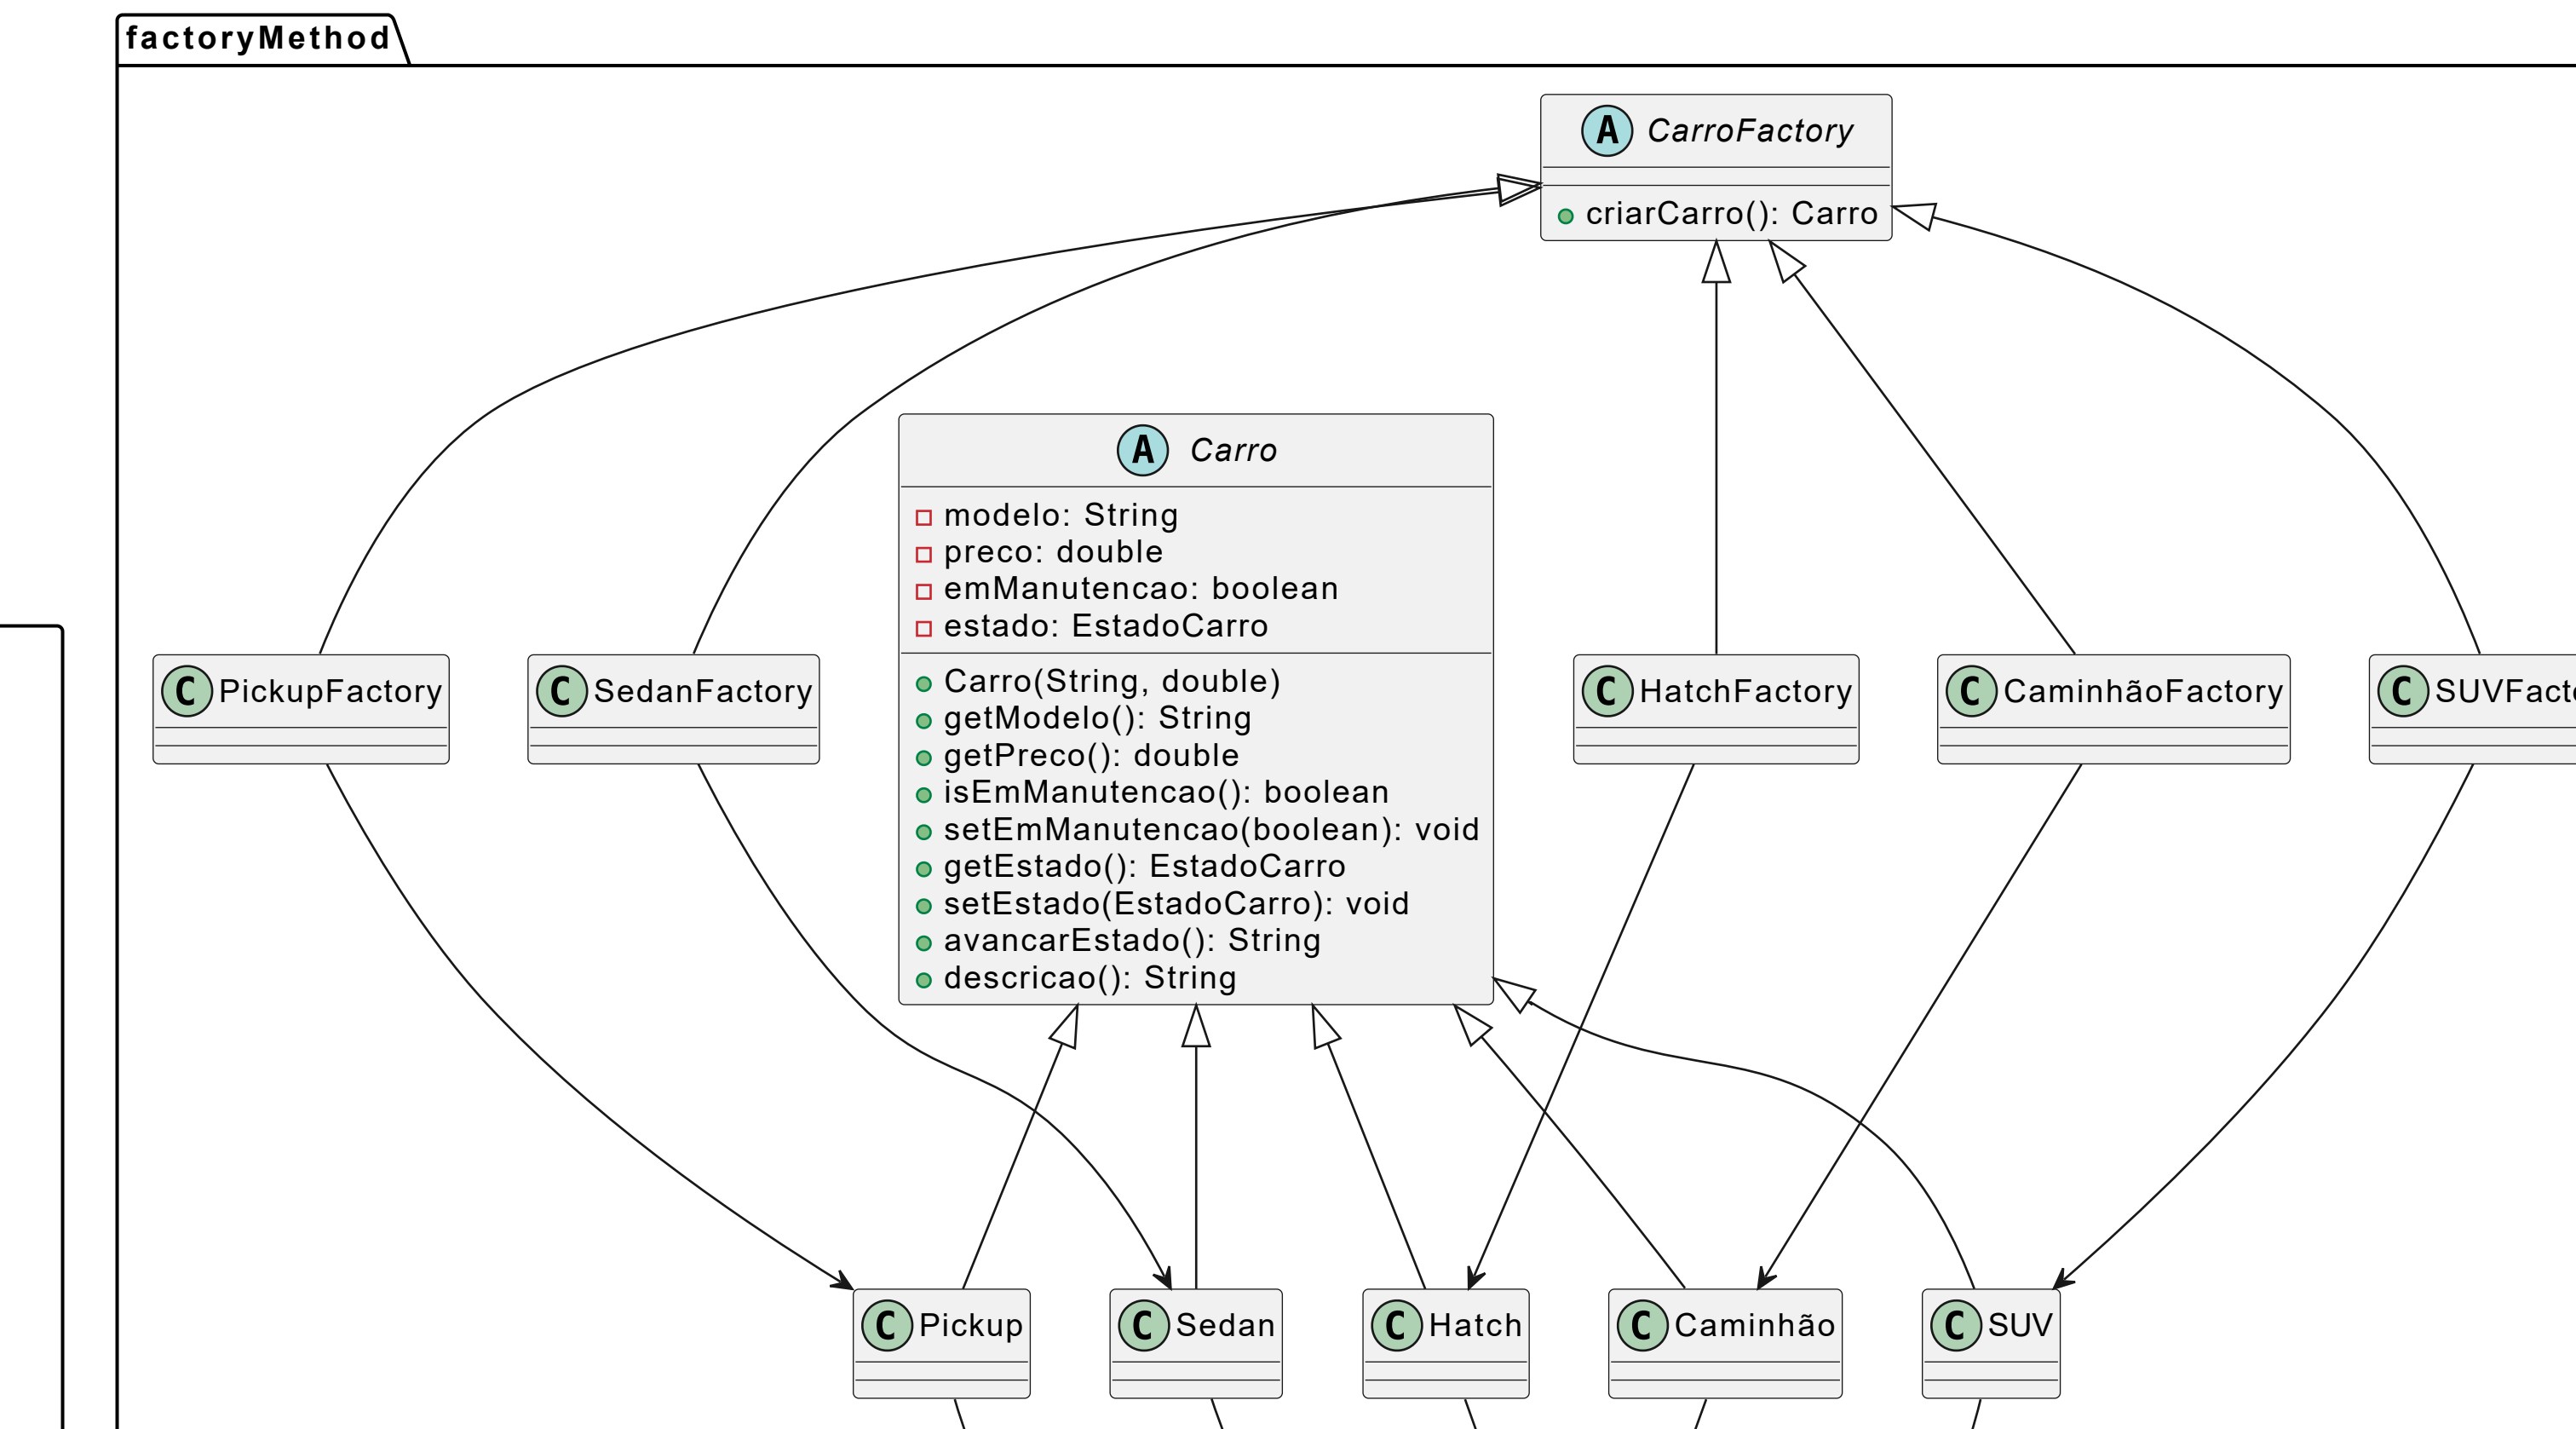 factoryMethod
A CarroFactory
criarCarro(): Carro
A Carro
modelo: String
preco: double
emManutencao: boolean
estado: EstadoCarro
Carro(String, double)
getModelo(): String
getPreco(): double
isEmManutencao(): boolean
setEmManutencao(boolean): void
getEstado(): EstadoCarro
setEstado(EstadoCarro): void
avancarEstado(): String
descricao(): String
C PickupFactory
C SedanFactory
C HatchFactory
C CaminhãoFactory
C SUVFact
C Pickup
C Sedan
C Hatch
C Caminhão
C SUV